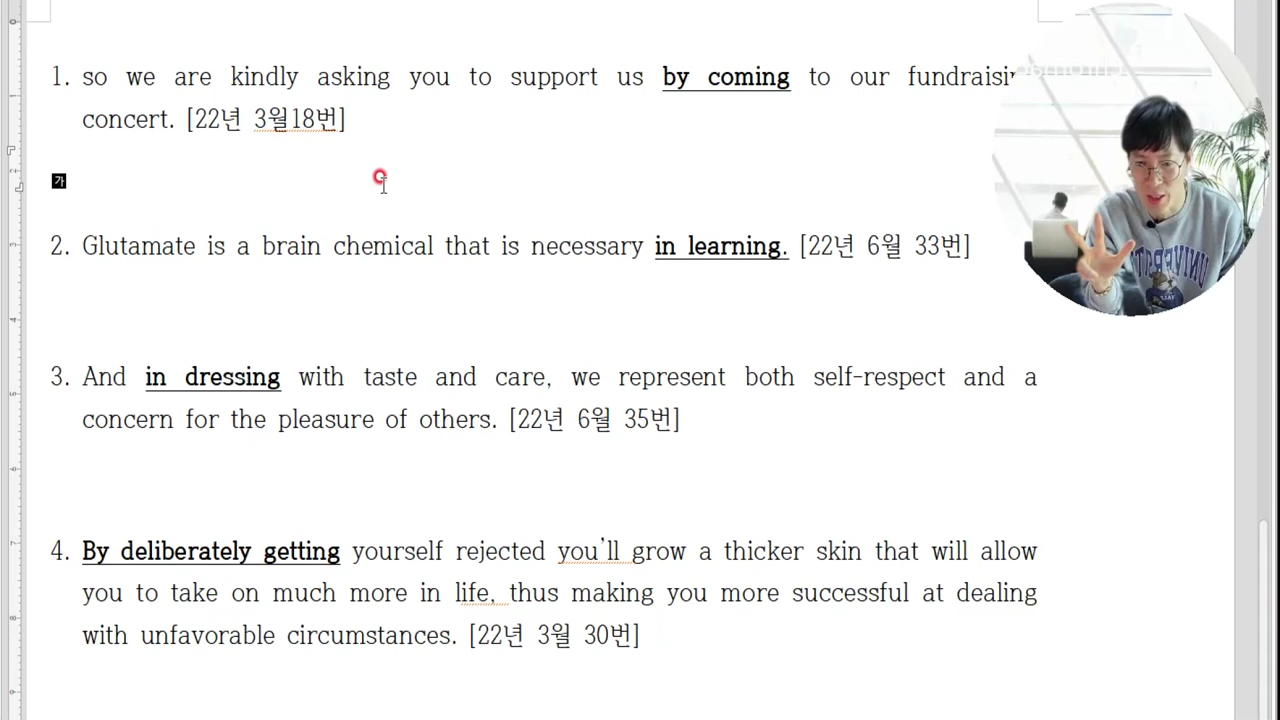 1. so we are kindly asking you to support us by coming to our
concert. [22년 3월18번]
가
2. Glutamate is a brain chemical that is necessary in learning. [22년 6월 33번]
3. And in dressing with taste and care, we represent both self-respect and a
concern for the pleasure of others. [22년 6월 35번]
4. By deliberately getting yourself rejected you'll grow a thicker skin that will allow
you to take on much more in life, thus making you more successful at dealing
with unfavorable circumstances. [22년 3월 30번]